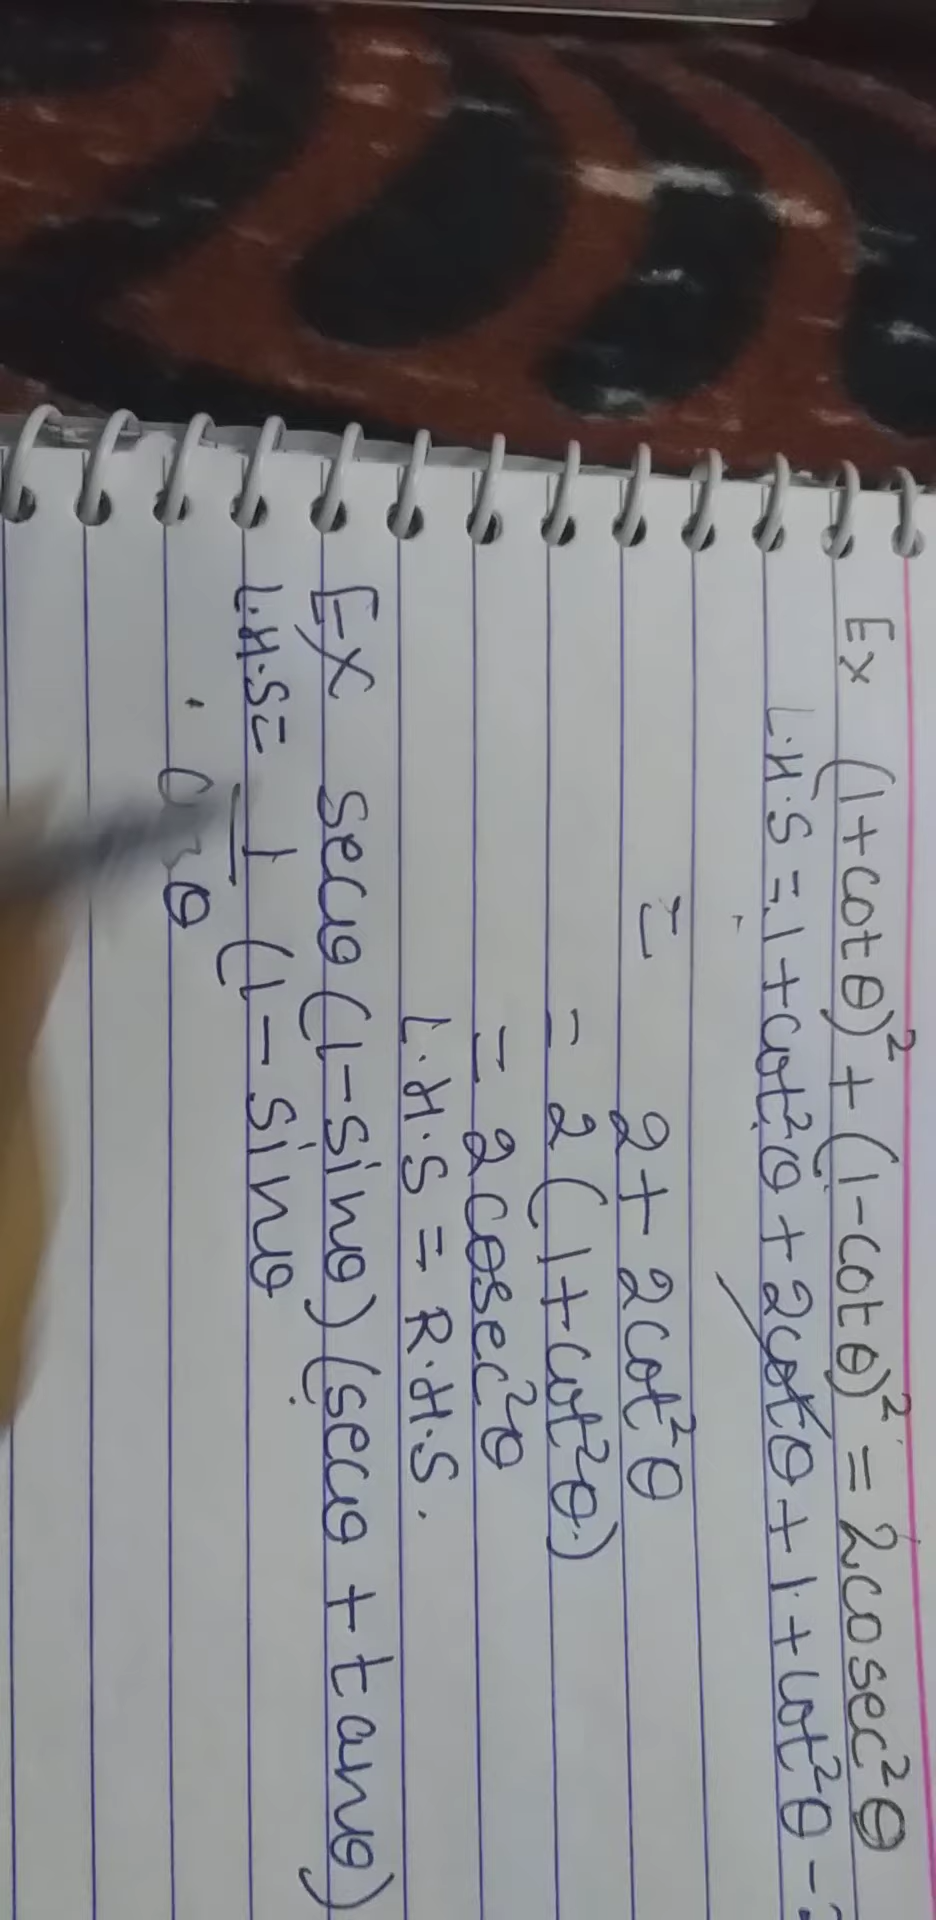 Ex (1+cotθ)² + (1-cotθ)² = 2cosec²θ
L.H.S = 1+cot²θ + 2cotθ + 1 + cot²θ -
= 2+ 2cot²θ
= 2(1+cot²θ)
= 2cosec²θ
L.H.S = R.H.S.
Ex secθ(1-sinθ)(secθ + tanθ)
L.H.S = 1 (1- sinθ
θ